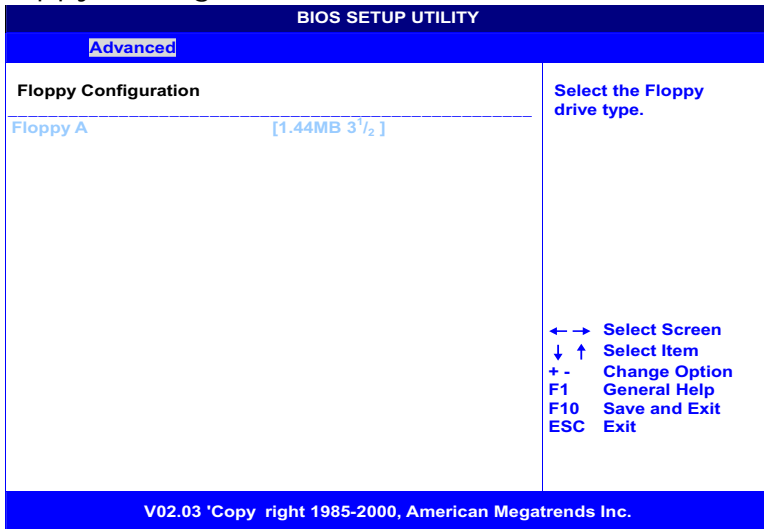 BIOS SETUP UTILITY
Advanced
Floppy Configuration
Floppy A [1.44MB 3 1/2 ]
Select the Floppy
drive type.
←→ Select Screen
↓ ↑ Select Item
+ - Change Option
F1 General Help
F10 Save and Exit
ESC Exit
V02.03 'Copy right 1985-2000, American Megatrends Inc.